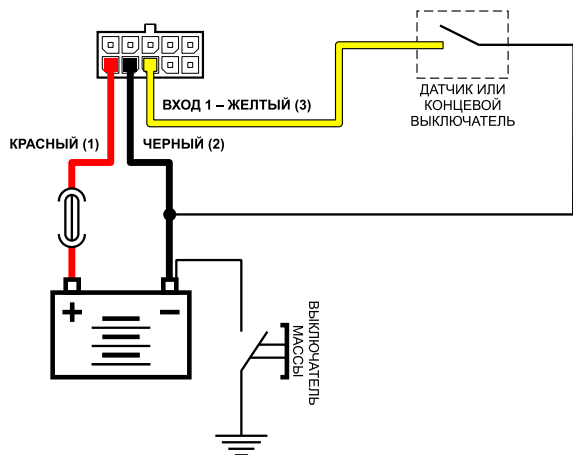 ВХОД 1 – ЖЕЛТЫЙ (3)
ДАТЧИК ИЛИ
КОНЦЕВОЙ
ВЫКЛЮЧАТЕЛЬ
КРАСНЫЙ (1)
ЧЕРНЫЙ (2)
+
–
ВЫКЛЮЧАТЕЛЬ
МАССЫ